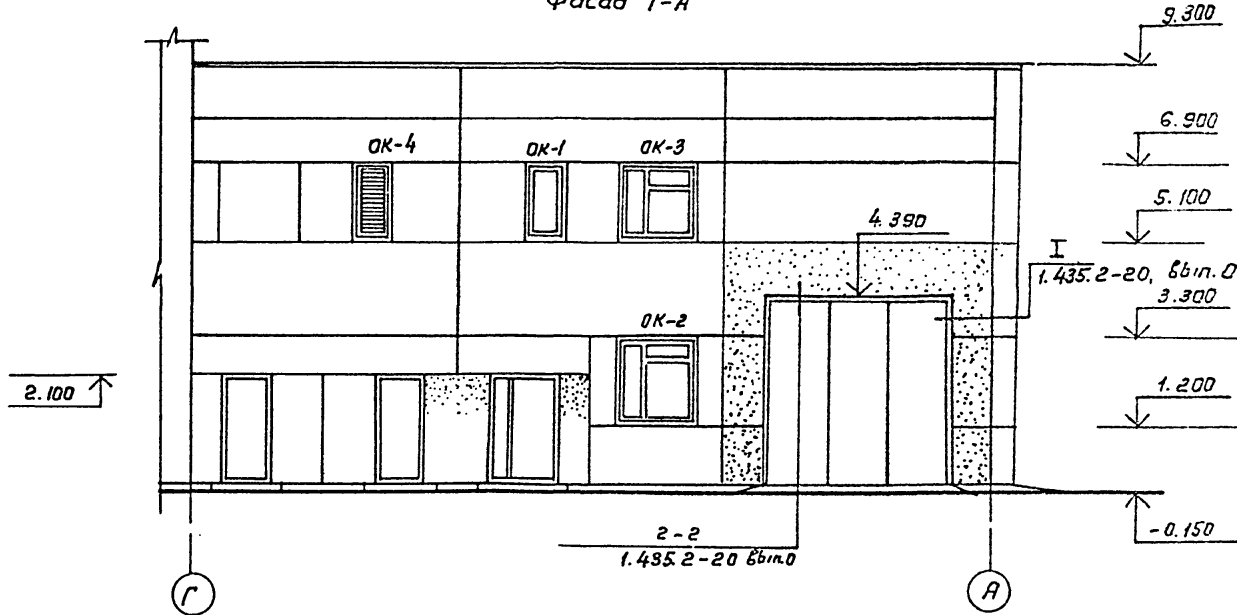 Фасад Г-А
9.300
6.900
ОК-4
ОК-1
ОК-3
5.100
4.390
I
1.435.2-20, вып. 0
3.300
ОК-2
2.100
1.200
2-2
1.435.2-20 вып.0
-0.150
Г
А